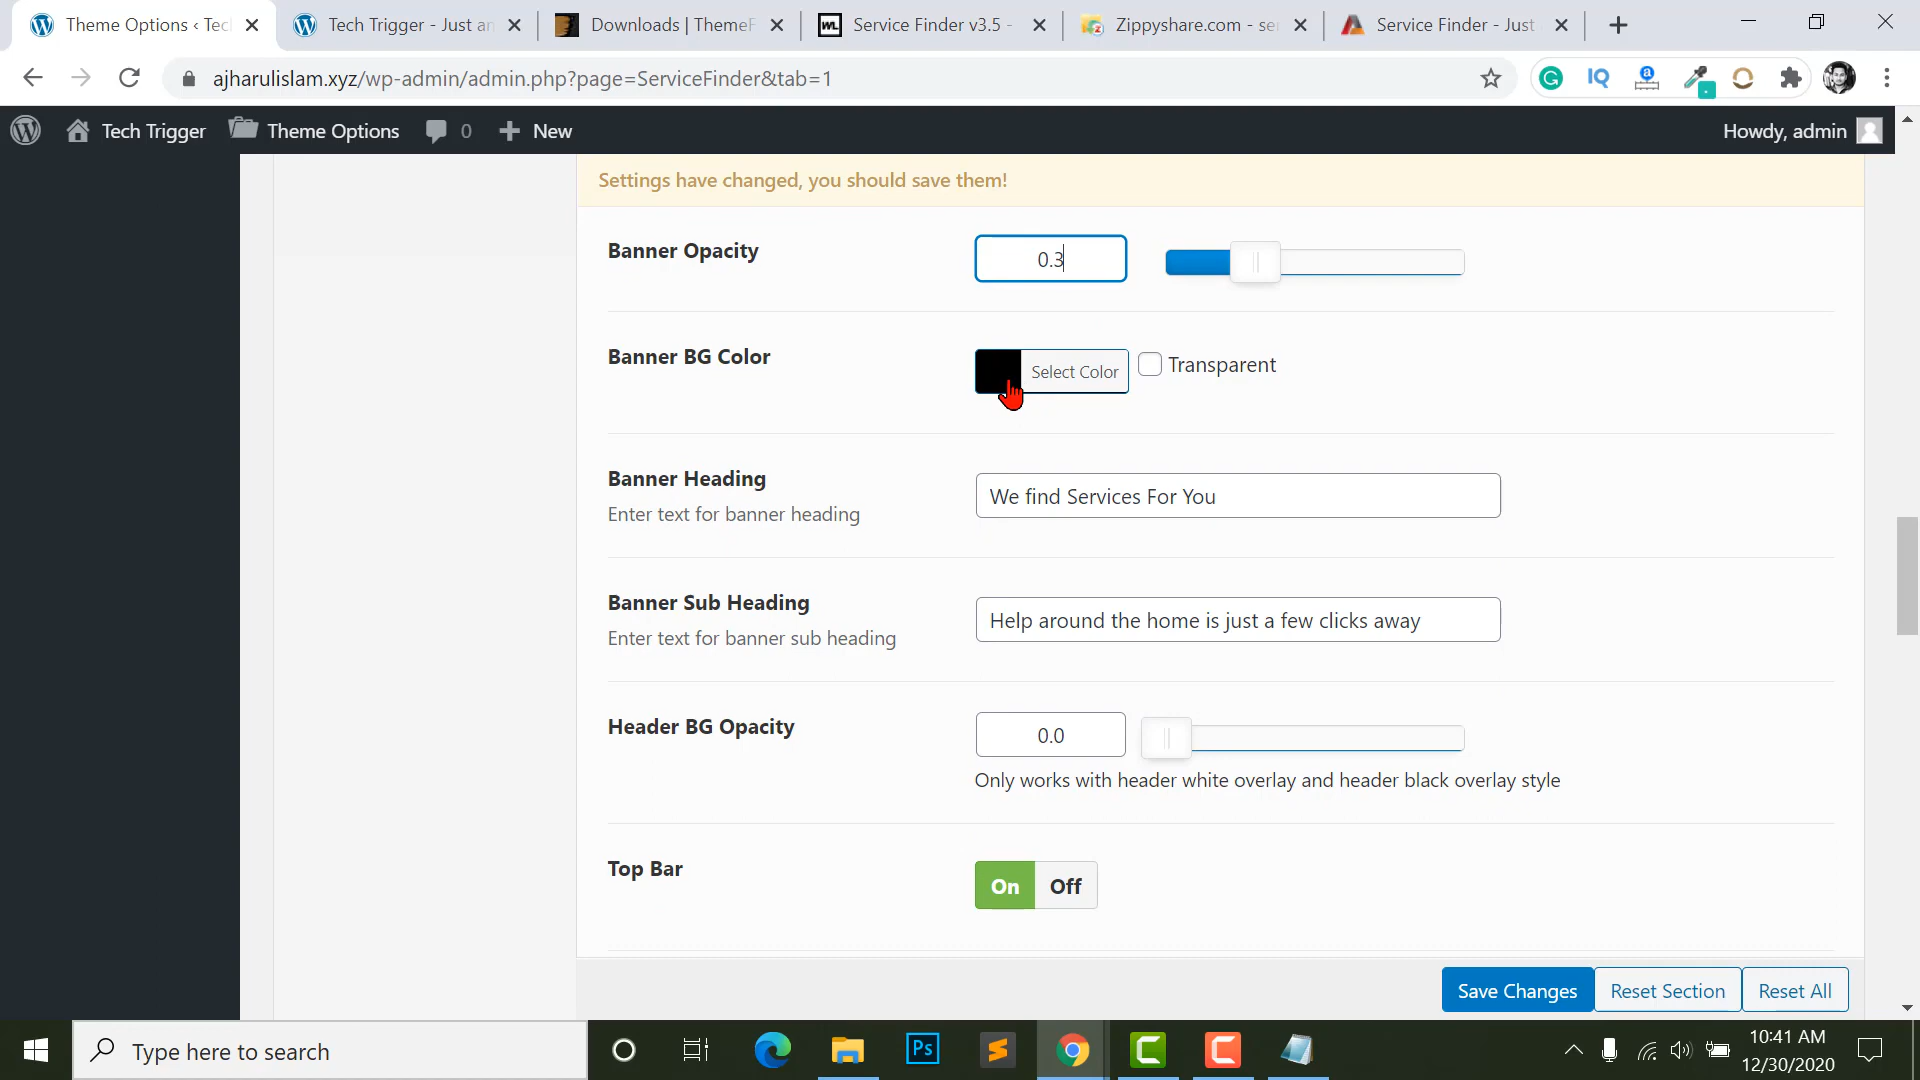 Theme Options ‹ Tec
Tech Trigger - Just an
Downloads | ThemeF
WL
Service Finder v3.5 -
Zippyshare.com - se
Service Finder - Just
ajharulislam.xyz/wp-admin/admin.php?page=ServiceFinder&tab=1
IQ
a
Tech Trigger
Theme Options
0
New
Howdy, admin
Settings have changed, you should save them!
Banner Opacity
0.3
Banner BG Color
Select Color
Transparent
Banner Heading
Enter text for banner heading
We find Services For You
Banner Sub Heading
Enter text for banner sub heading
Help around the home is just a few clicks away
Header BG Opacity
0.0
Only works with header white overlay and header black overlay style
Top Bar
On
Off
Save Changes
Reset Section
Reset All
Type here to search
Ps
10:41 AM
12/30/2020